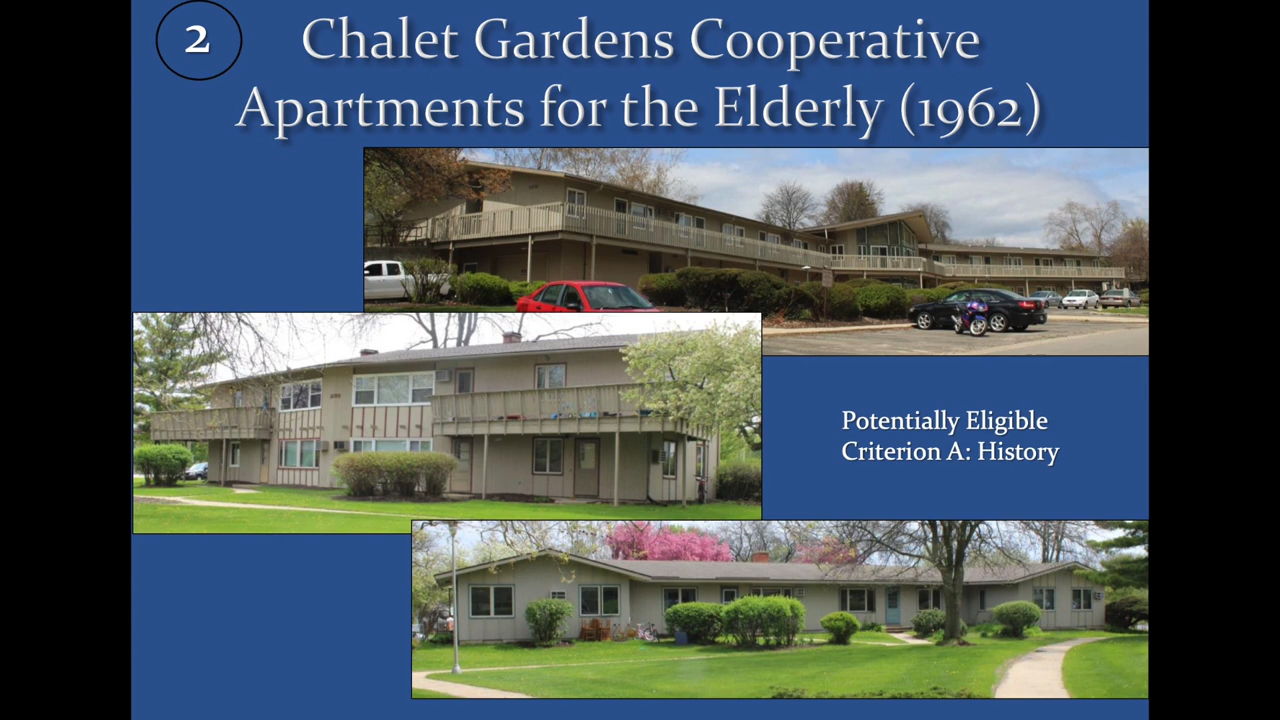 2
Chalet Gardens Cooperative
Apartments for the Elderly (1962)
Potentially Eligible
Criterion A: History